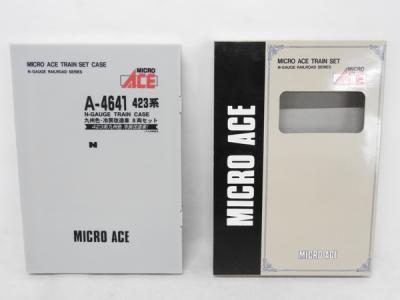 MICRO ACE TRAIN SET CASE
N-GAUGE RAILROAD SERIES
MICRO
ACE
A-4641 423系
N-GAUGE TRAIN CASE
九州色・冷房改造車 8両セット
N
MICRO ACE
MICRO ACE
MICRO ACE TRAIN SET
N-GAUGE RAILROAD SERIES
MICRO
ACE
MICRO ACE